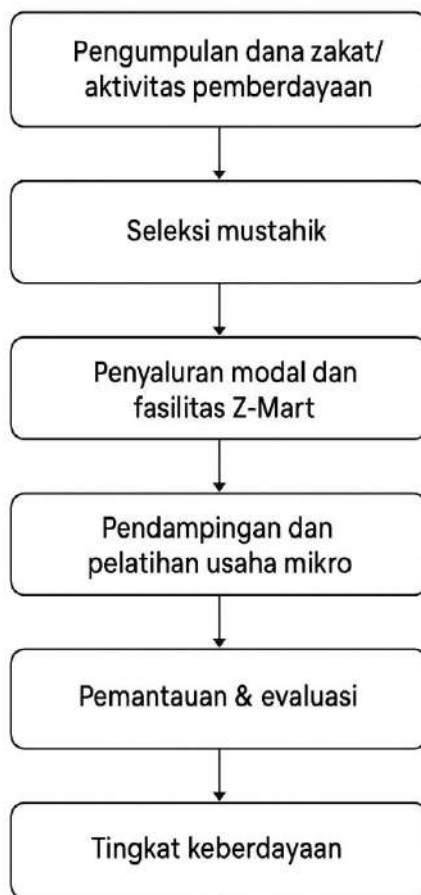 Pengumpulan dana zakat/
aktivitas pemberdayaan
Seleksi mustahik
Penyaluran modal dan
fasilitas Z-Mart
Pendampingan dan
pelatihan usaha mikro
Pemantauan & evaluasi
Tingkat keberdayaan